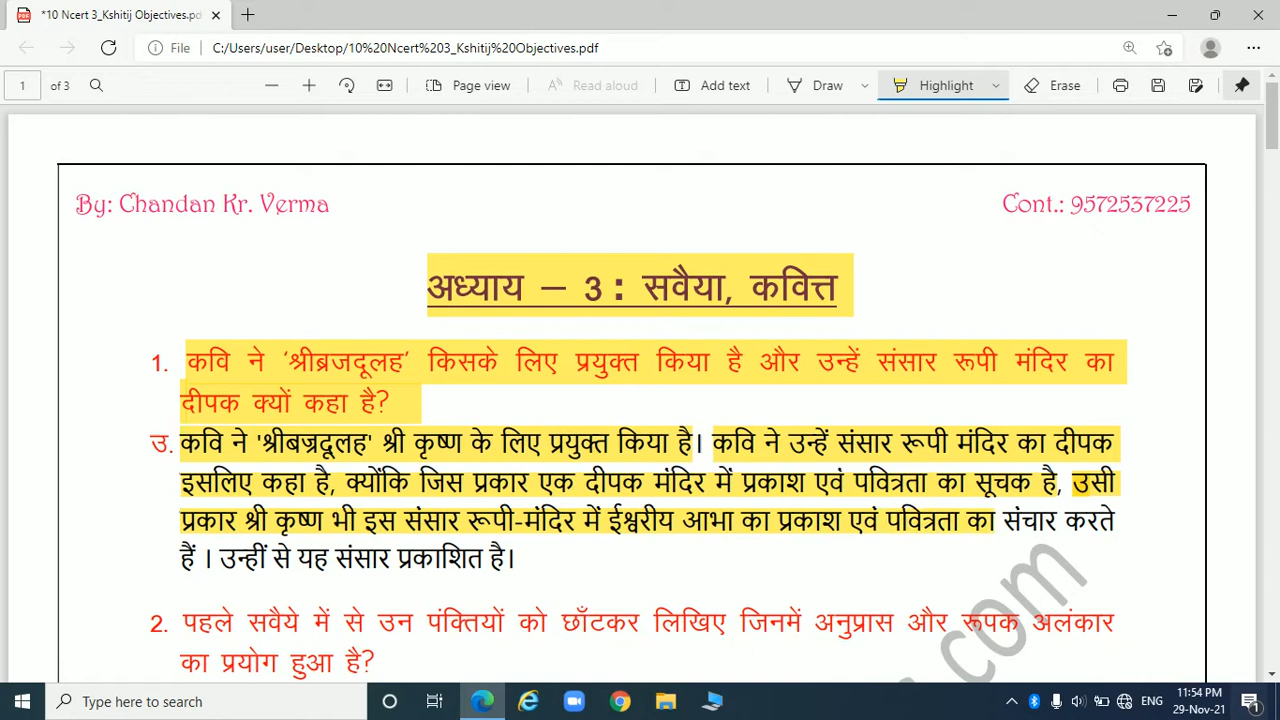 *10 Ncert 3_Kshitij Objectives.pdf
File C:/Users/user/Desktop/10%20Ncert%203_Kshitij%20Objectives.pdf
1 of 3 Page view Read aloud Add text Draw Highlight Erase
By: Chandan Kr. Verma Cont.: 9572537225
अध्याय – 3 : सवैया, कवित्त
1. कवि ने ‘श्रीब्रजदूलह’ किसके लिए प्रयुक्त किया है और उन्हें संसार रूपी मंदिर का
दीपक क्यों कहा है?
उ. कवि ने 'श्रीबज्रदूलह' श्री कृष्ण के लिए प्रयुक्त किया है। कवि ने उन्हें संसार रूपी मंदिर का दीपक
इसलिए कहा है, क्योंकि जिस प्रकार एक दीपक मंदिर में प्रकाश एवं पवित्रता का सूचक है, उसी
प्रकार श्री कृष्ण भी इस संसार रूपी-मंदिर में ईश्वरीय आभा का प्रकाश एवं पवित्रता का संचार करते
हैं । उन्हीं से यह संसार प्रकाशित है।
2. पहले सवैये में से उन पंक्तियों को छाँटकर लिखिए जिनमें अनुप्रास और रूपक अलंकार
का प्रयोग हुआ है?
com
Type here to search ENG 11:54 PM
29-Nov-21